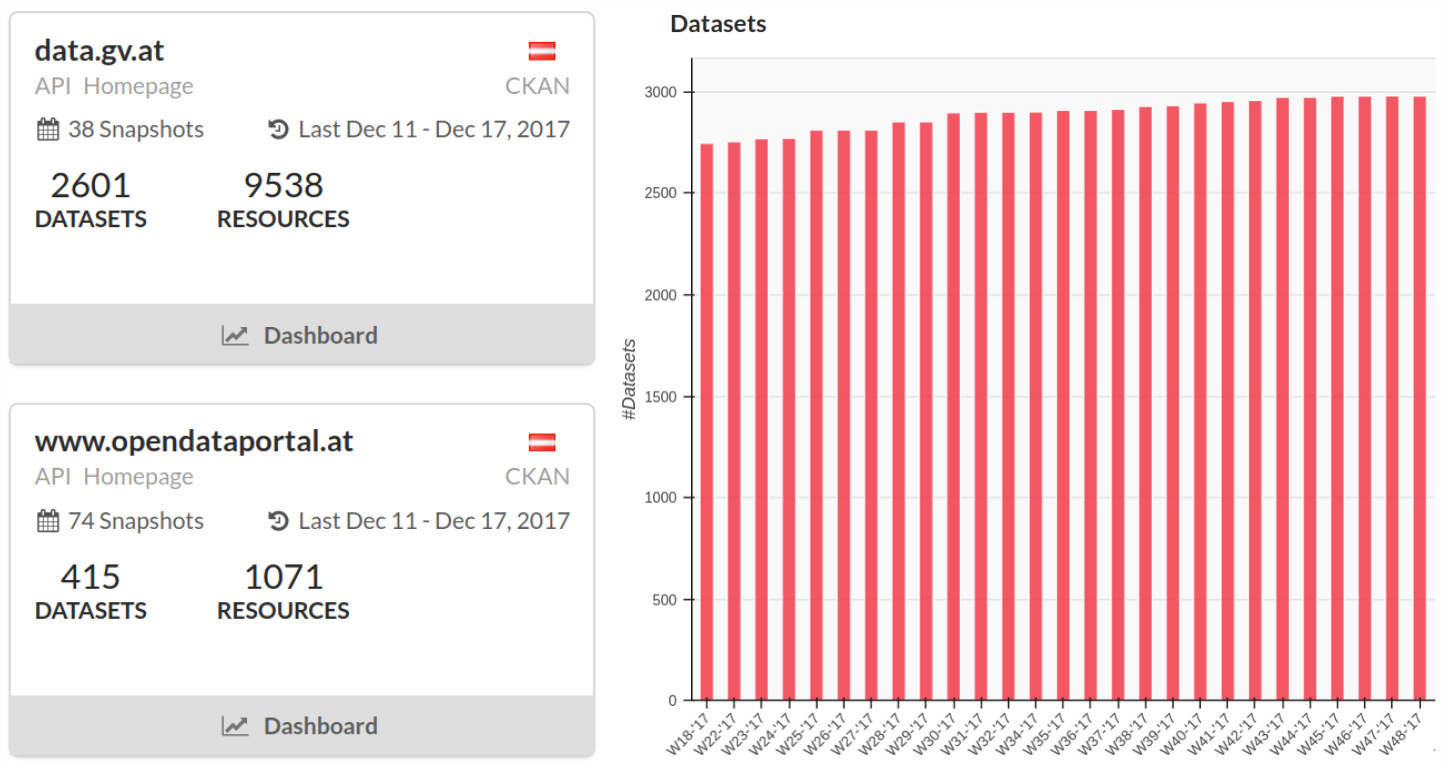 data.gv.at
API Homepage CKAN
38 Snapshots Last Dec 11 - Dec 17, 2017
2601 9538
DATASETS RESOURCES
Dashboard
www.opendataportal.at
API Homepage CKAN
74 Snapshots Last Dec 11 - Dec 17, 2017
415 1071
DATASETS RESOURCES
Dashboard
Datasets
#Datasets
3000
2500
2000
1500
1000
500
0
W18-'17 W22-'17 W23-'17 W24-'17 W25-'17 W26-'17 W27-'17 W28-'17 W29-'17 W30-'17 W31-'17 W32-'17 W34-'17 W35-'17 W36-'17 W37-'17 W38-'17 W39-'17 W40-'17 W41-'17 W42-'17 W43-'17 W44-'17 W45-'17 W46-'17 W47-'17 W48-'17